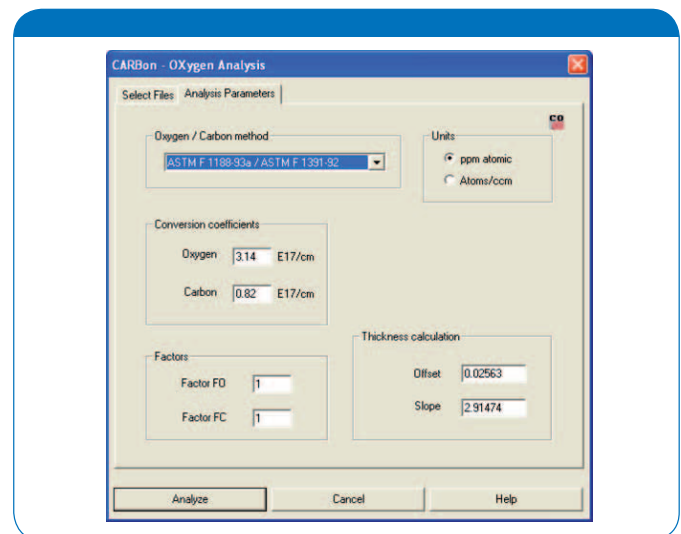 CARBon - OXygen Analysis
Select Files Analysis Parameters
CO
Oxygen / Carbon method
ASTM F 1188-93a / ASTM F 1391-92
Units
ppm atomic
Atoms/ccm
Conversion coefficients
Oxygen 3.14 E17/cm
Carbon 0.82 E17/cm
Factors
Factor FO 1
Factor FC 1
Thickness calculation
Offset 0.02563
Slope 2.91474
Analyze Cancel Help